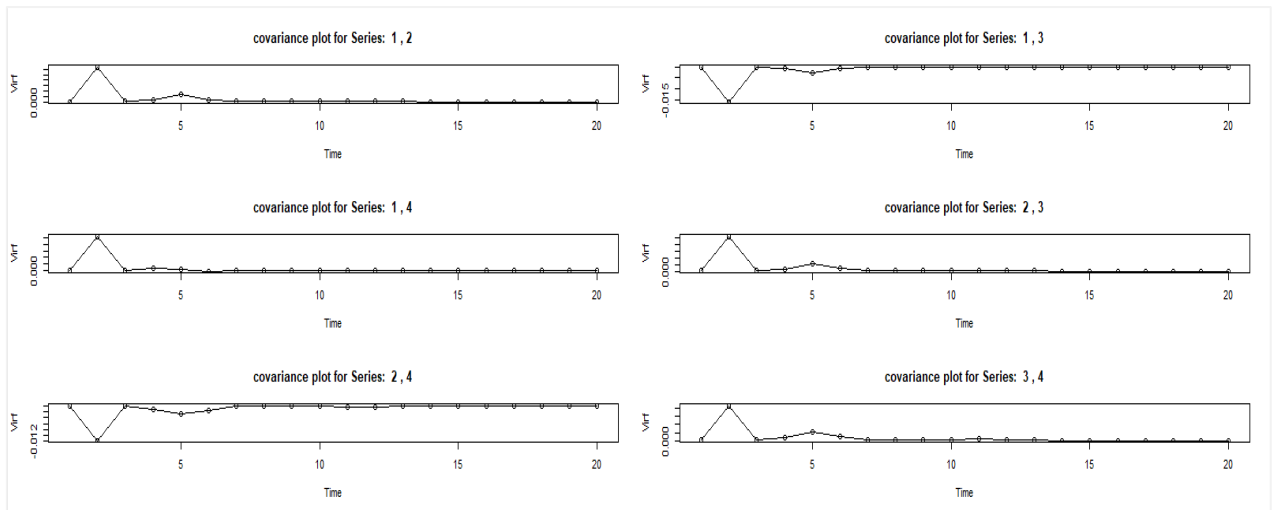 covariance plot for Series: 1 , 2
Virf
0.000
5 10 15 20
Time
covariance plot for Series: 1 , 3
Virf
-0.015
5 10 15 20
Time
covariance plot for Series: 1 , 4
Virf
0.000
5 10 15 20
Time
covariance plot for Series: 2 , 3
Virf
0.000
5 10 15 20
Time
covariance plot for Series: 2 , 4
Virf
-0.012
5 10 15 20
Time
covariance plot for Series: 3 , 4
Virf
0.000
5 10 15 20
Time